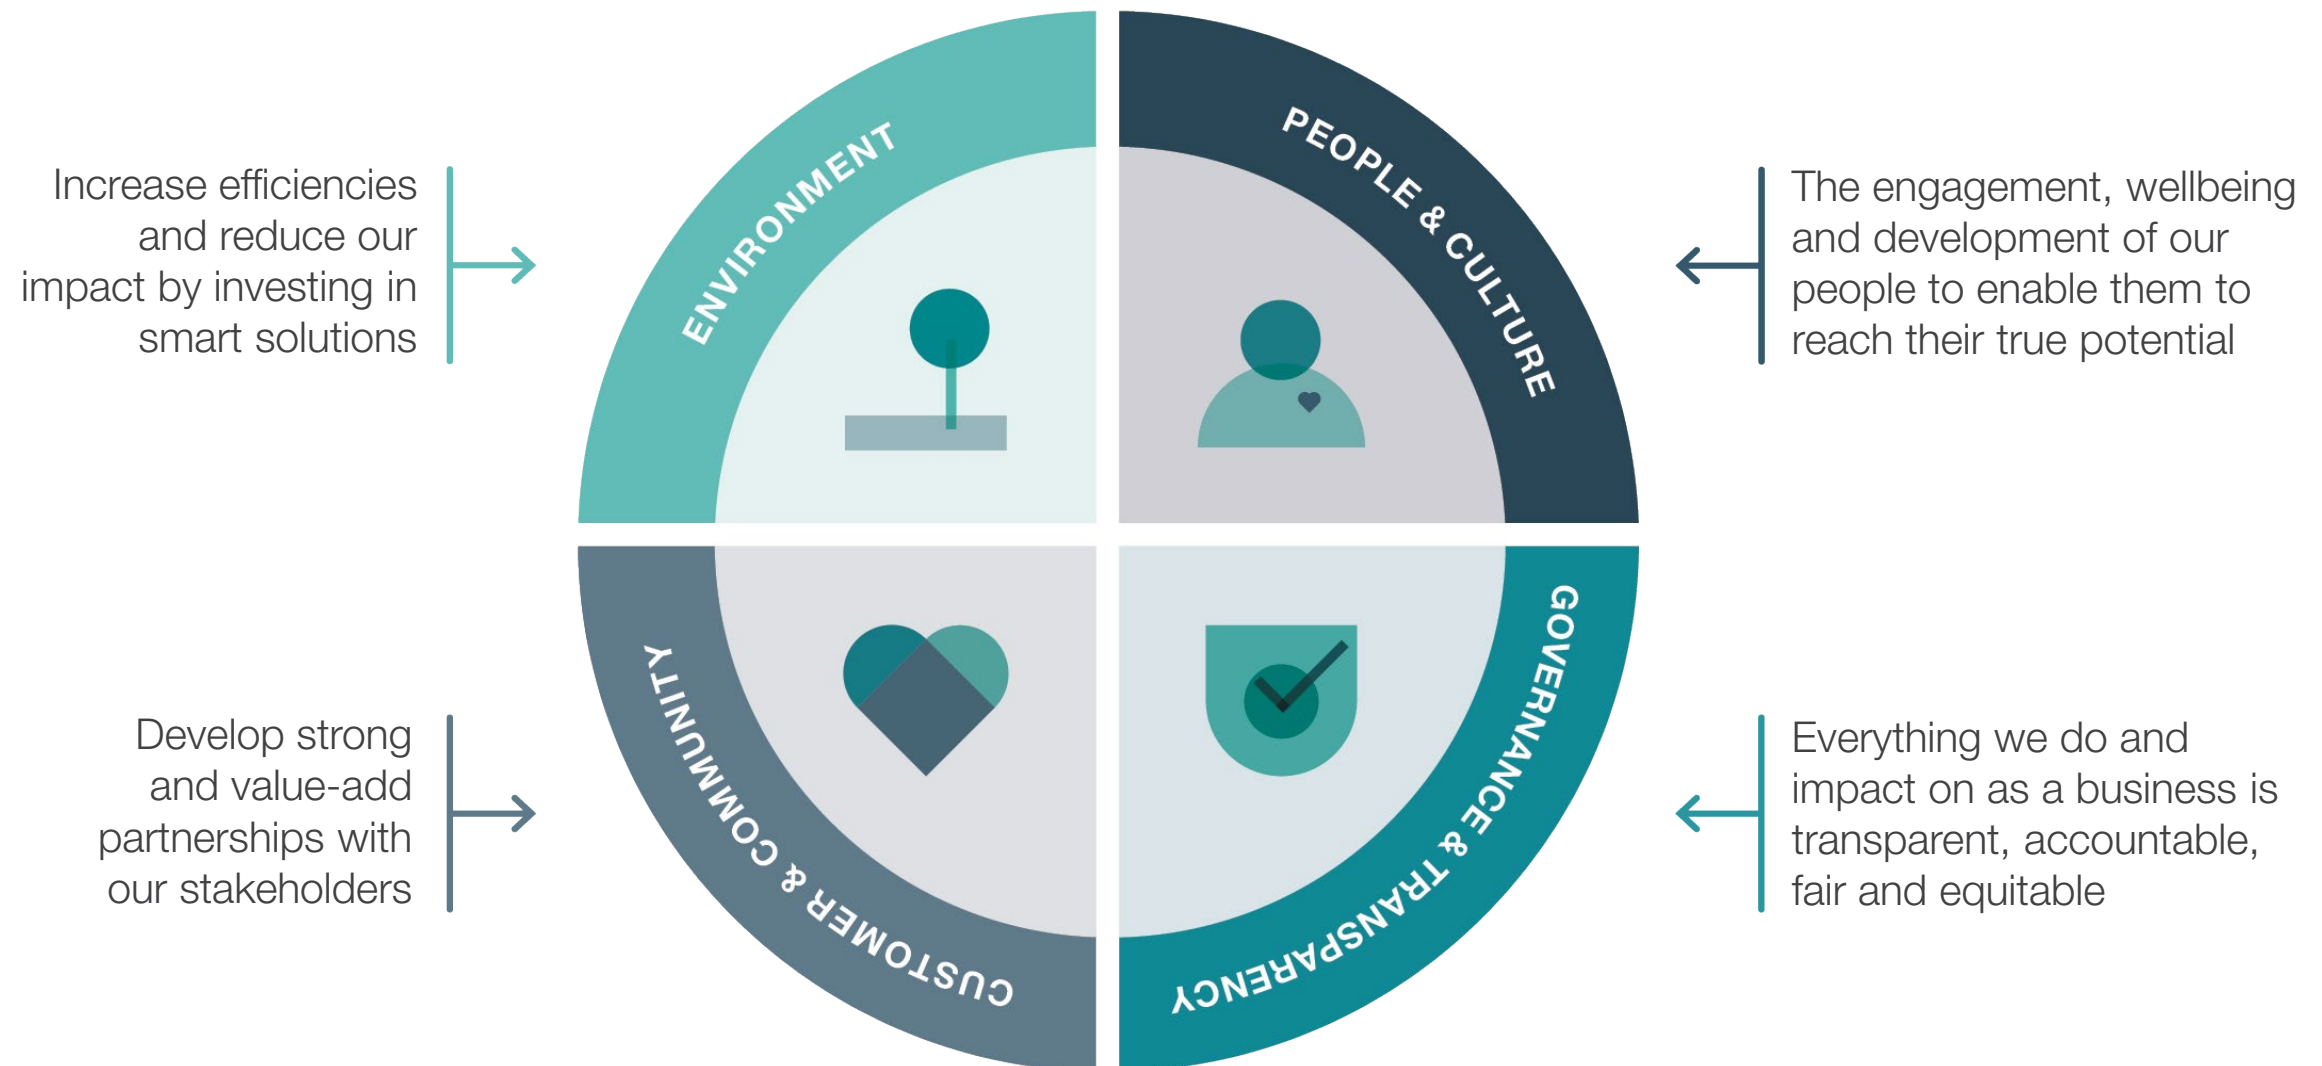 Increase efficiencies
and reduce our
impact by investing in
smart solutions
ENVIRONMENT
PEOPLE & CULTURE
The engagement, wellbeing
and development of our
people to enable them to
reach their true potential
Develop strong
and value-add
partnerships with
our stakeholders
CUSTOMER & COMMUNITY
GOVERNANCE & TRANSPARENCY
Everything we do and
impact on as a business is
transparent, accountable,
fair and equitable